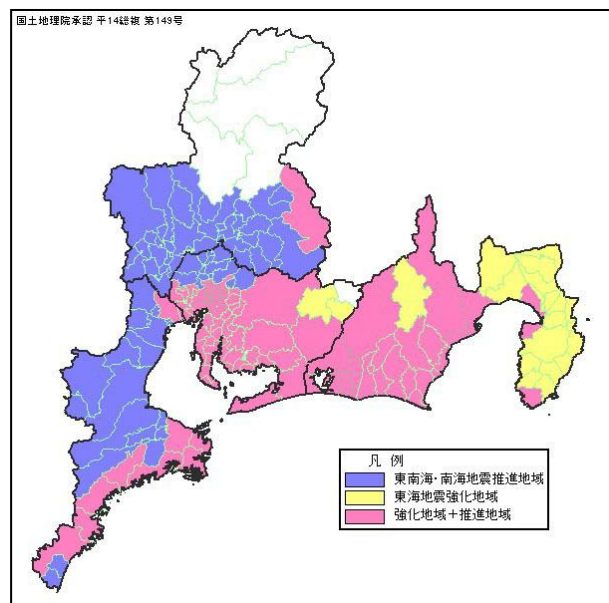 国土地理院承認 平14総複 第149号
凡 例
東南海・南海地震推進地域
東海地震強化地域
強化地域＋推進地域